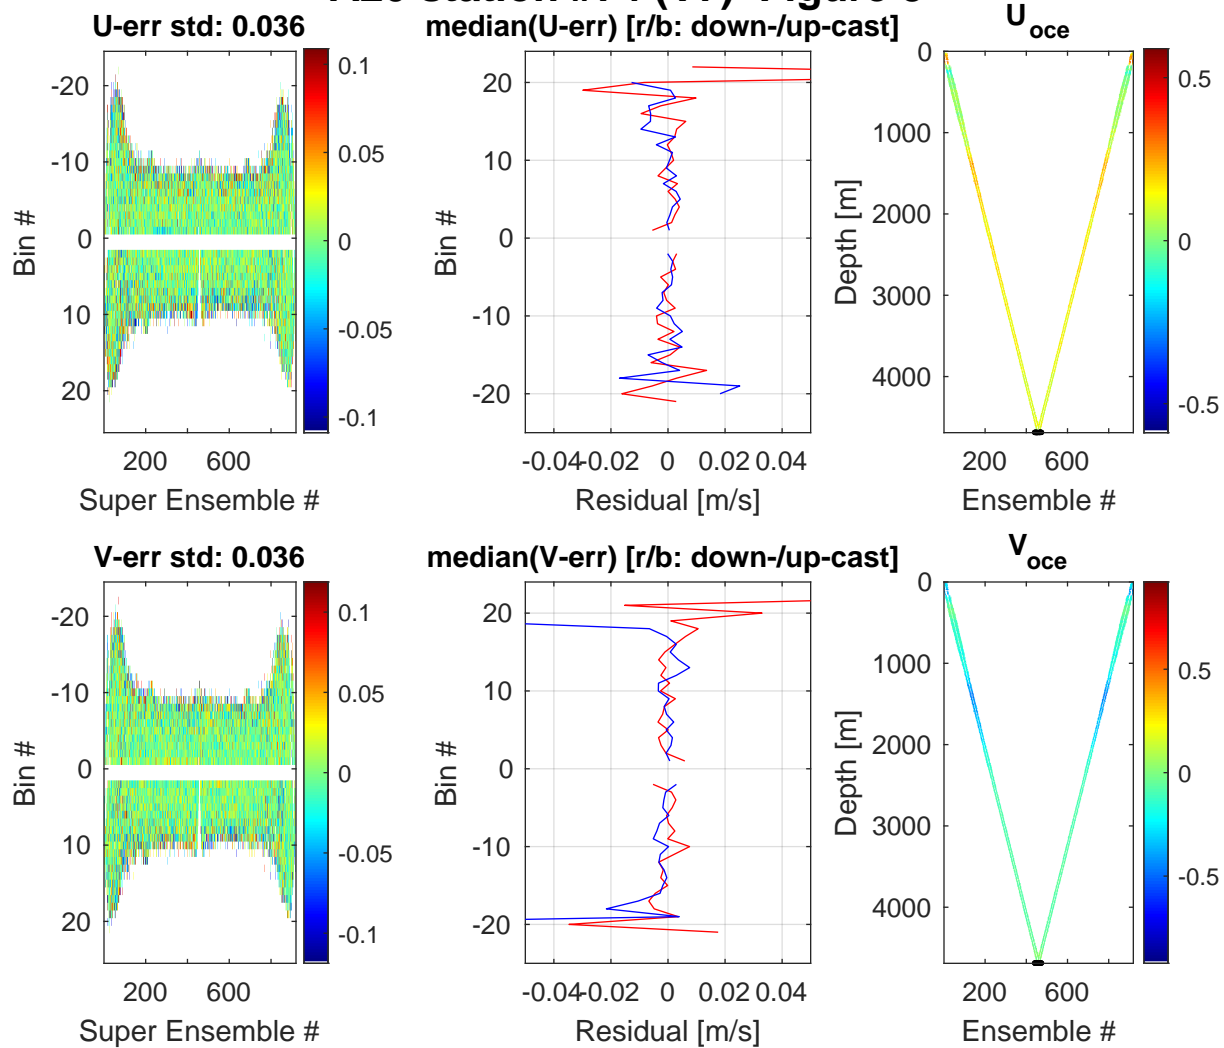 U-err std: 0.036
median(U-err) [r/b: down-/up-cast]
U oce
-20
-10
0
10
20
Bin #
200 600
Super Ensemble #
0.1
0.05
0
-0.05
-0.1
20
10
0
-10
-20
Bin #
-0.04 -0.02 0 0.02 0.04
Residual [m/s]
0
1000
2000
3000
4000
Depth [m]
200 600
Ensemble #
0.5
0
-0.5
V-err std: 0.036
median(V-err) [r/b: down-/up-cast]
V oce
-20
-10
0
10
20
Bin #
200 600
Super Ensemble #
0.1
0.05
0
-0.05
-0.1
20
10
0
-10
-20
Bin #
-0.04 -0.02 0 0.02 0.04
Residual [m/s]
0
1000
2000
3000
4000
Depth [m]
200 600
Ensemble #
0.5
0
-0.5